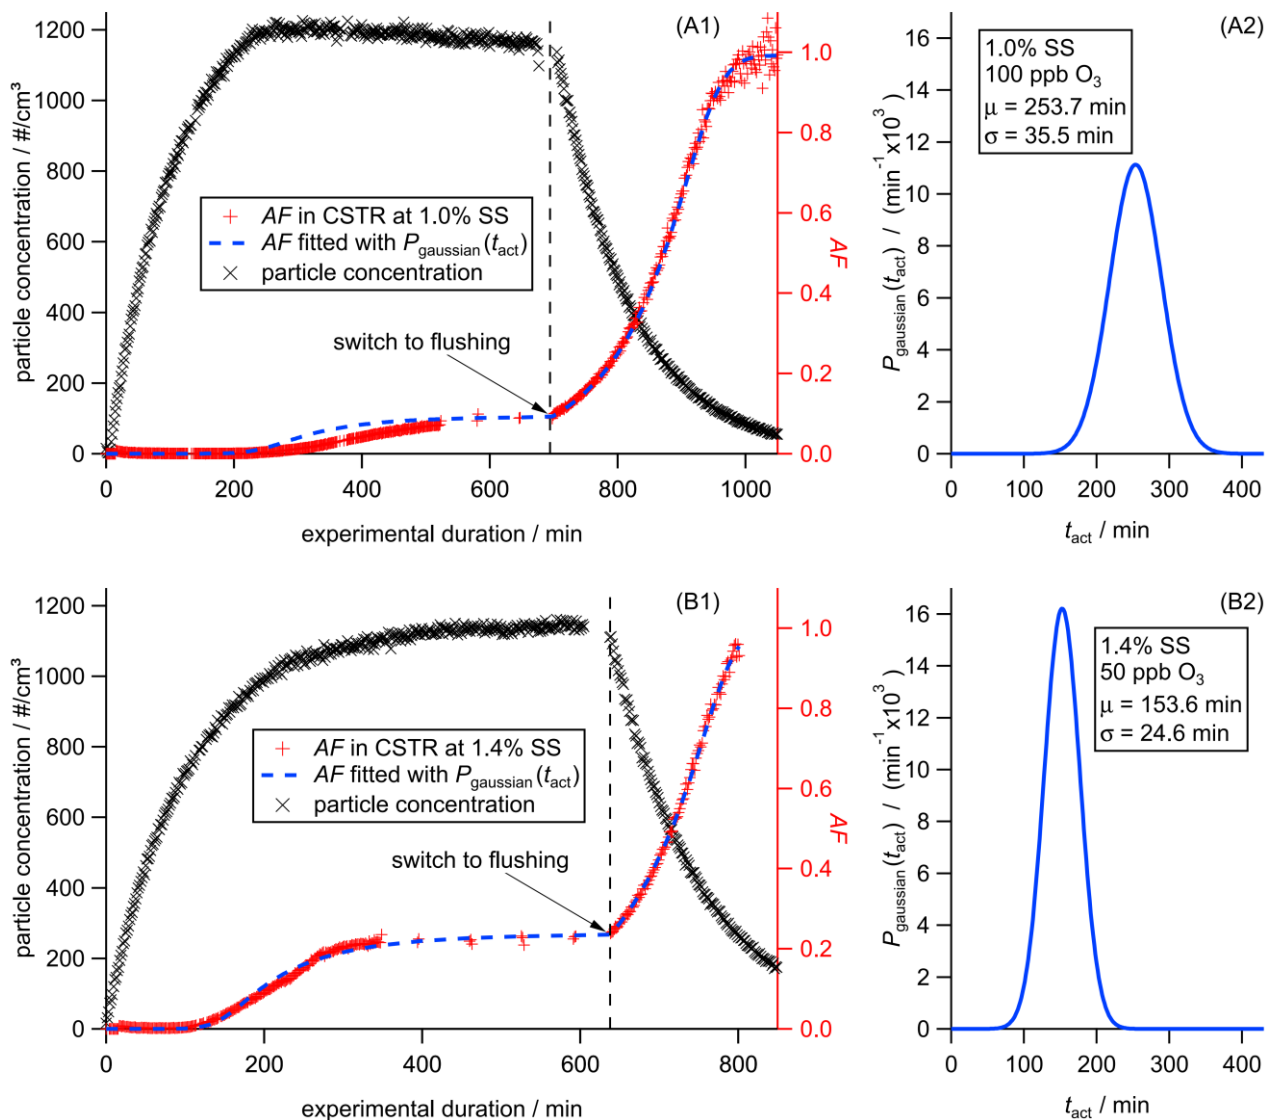 (A1)
1200
1000
800
600
400
200
0
particle concentration / #/cm³
AF in CSTR at 1.0% SS
AF fitted with Pgaussian(tact)
particle concentration
switch to flushing
1.0
0.8
0.6
0.4
0.2
0.0
AF
0 200 400 600 800 1000
experimental duration / min
(A2)
16
14
12
10
8
6
4
2
0
Pgaussian(tact) / (min⁻¹ x10³)
1.0% SS
100 ppb O₃
μ = 253.7 min
σ = 35.5 min
0 100 200 300 400
tact / min
(B1)
1200
1000
800
600
400
200
0
particle concentration / #/cm³
AF in CSTR at 1.4% SS
AF fitted with Pgaussian(tact)
particle concentration
switch to flushing
1.0
0.8
0.6
0.4
0.2
0.0
AF
0 200 400 600 800
experimental duration / min
(B2)
16
14
12
10
8
6
4
2
0
Pgaussian(tact) / (min⁻¹ x10³)
1.4% SS
50 ppb O₃
μ = 153.6 min
σ = 24.6 min
0 100 200 300 400
tact / min